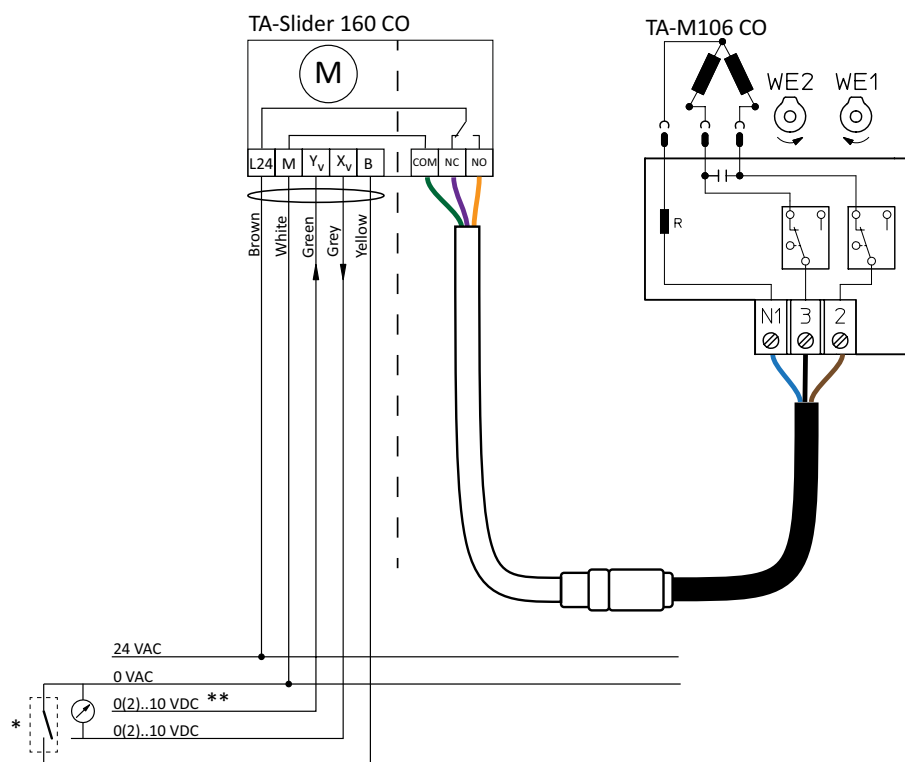 TA-Slider 160 CO
TA-M106 CO
M
WE2 WE1
L24 M Yv Xv B COM NC NO
R
Brown
White
Green
Grey
Yellow
N1 3 2
24 VAC
0 VAC
0(2)..10 VDC **
*
0(2)..10 VDC